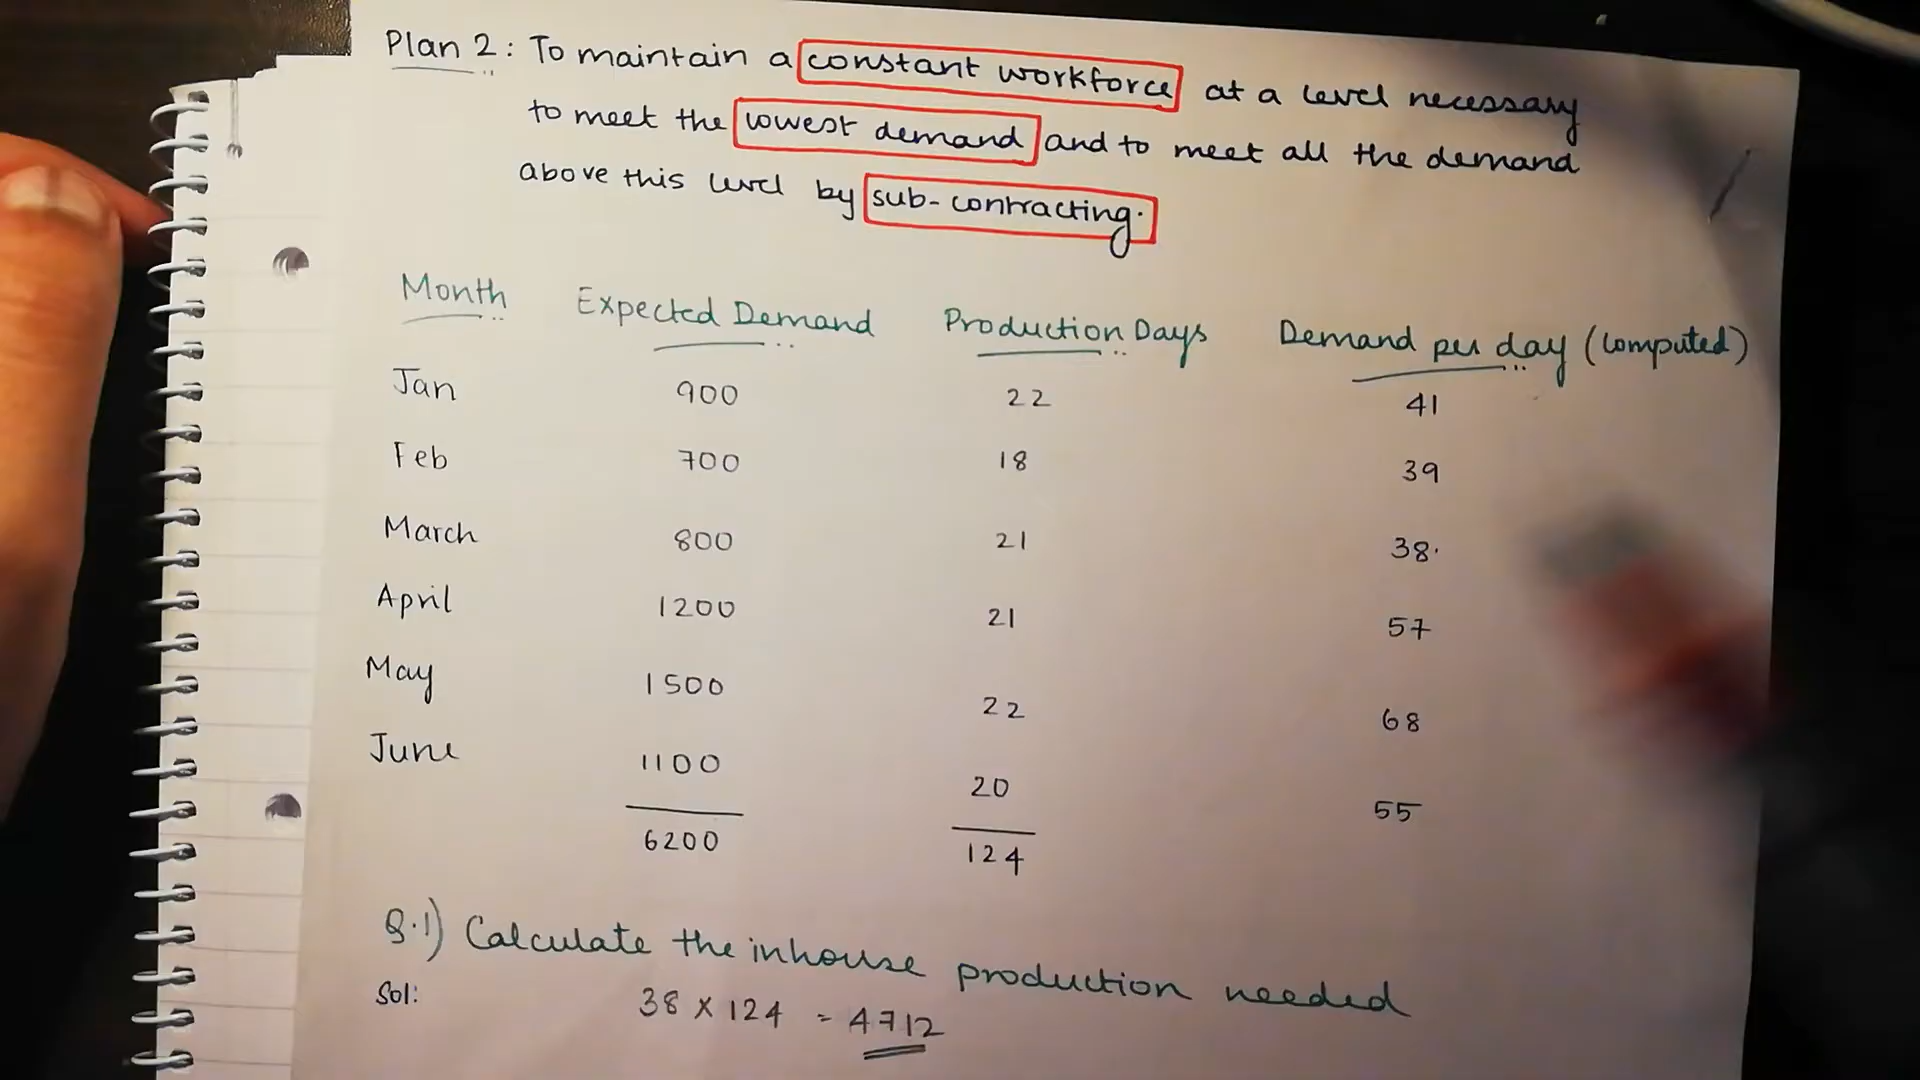 Plan 2: To maintain a constant workforce at a level necessary
to meet the lowest demand and to meet all the demand
above this level by sub-contracting.
Month Expected Demand Production Days Demand per day (computed)
Jan 900 22 41
Feb 700 18 39
March 800 21 38.
April 1200 21 57
May 1500 22 68
June 1100 20 55
6200 124
Q.1) Calculate the inhouse production needed
Sol: 38 x 124 = 4712